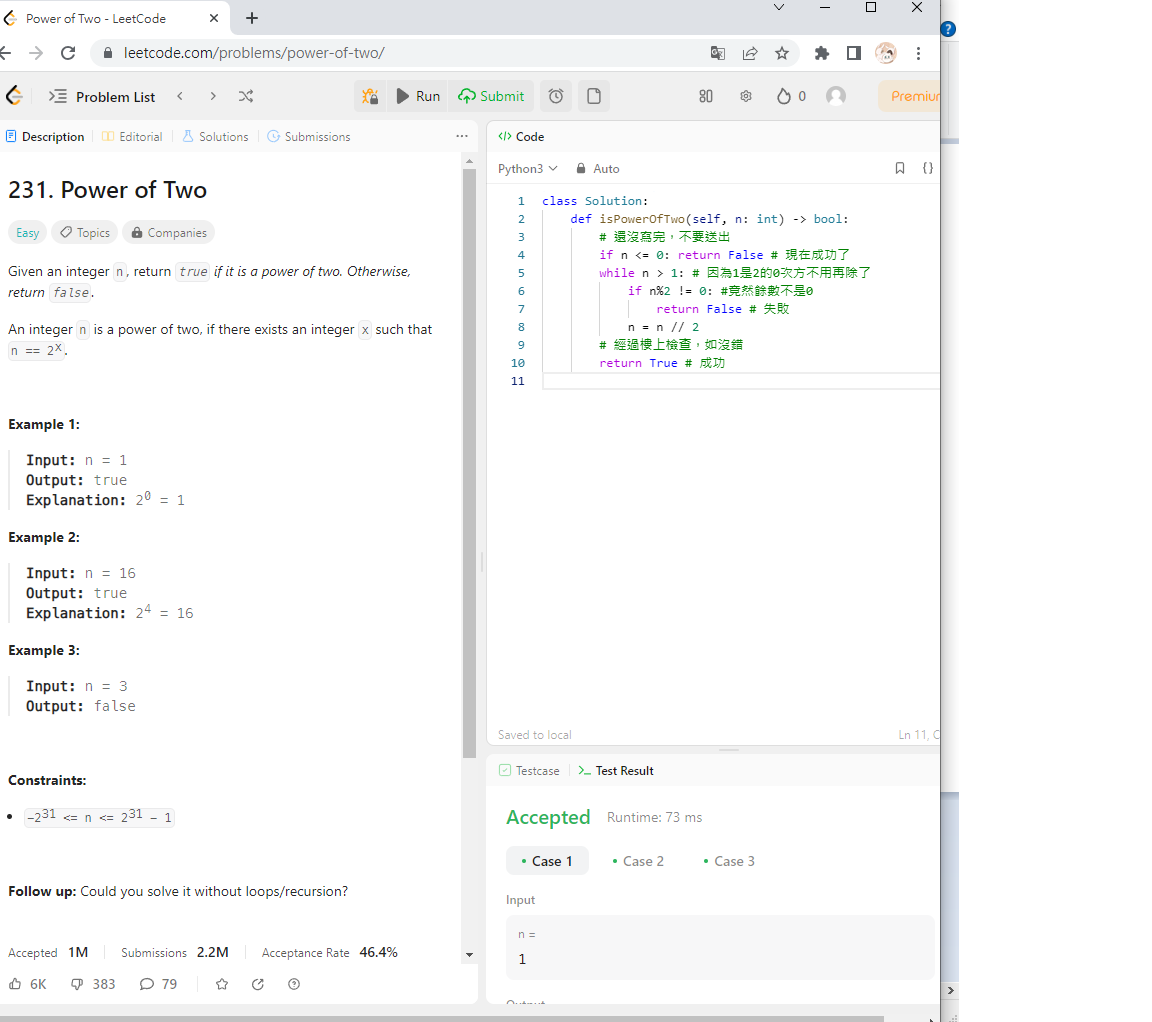 Power of Two - LeetCode
leetcode.com/problems/power-of-two/
Problem List
Run
Submit
0
Description
Editorial
Solutions
Submissions
231. Power of Two
Easy
Topics
Companies
Given an integer n, return true if it is a power of two. Otherwise,
return false.
An integer n is a power of two, if there exists an integer x such that
n == 2^x.
Example 1:
Input: n = 1
Output: true
Explanation: 2^0 = 1
Example 2:
Input: n = 16
Output: true
Explanation: 2^4 = 16
Example 3:
Input: n = 3
Output: false
Constraints:
-2^31 <= n <= 2^31 - 1
Follow up: Could you solve it without loops/recursion?
Accepted 1M
Submissions 2.2M
Acceptance Rate 46.4%
6K
383
79
</> Code
Python3
Auto
1 class Solution:
2 def isPowerOfTwo(self, n: int) -> bool:
3 # 還沒寫完，不要送出
4 if n <= 0: return False # 現在成功了
5 while n > 1: # 因為1是2的0次方不用再除了
6 if n%2 != 0: #竟然餘數不是0
7 return False # 失敗
8 n = n // 2
9 # 經過樓上檢查，如沒錯
10 return True # 成功
11
Saved to local
Ln 11,
Testcase
Test Result
Accepted
Runtime: 73 ms
Case 1
Case 2
Case 3
Input
n =
1